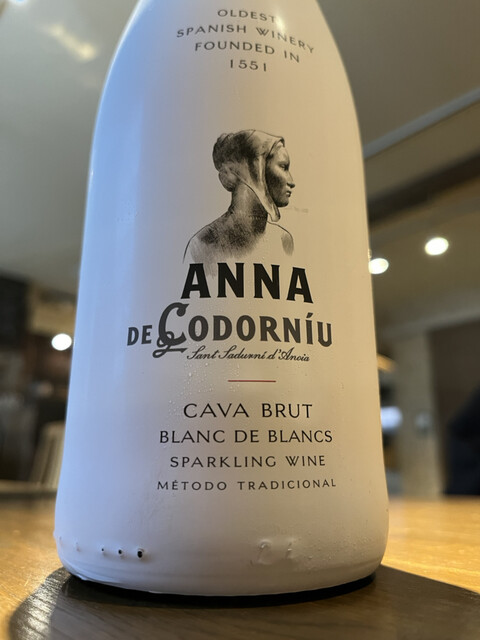 OLDEST
SPANISH WINERY
FOUNDED IN
1551
ANNA
DE CODORNÍU
Sant Sadurní d'Anoia
CAVA BRUT
BLANC DE BLANCS
SPARKLING WINE
MÉTODO TRADICIONAL